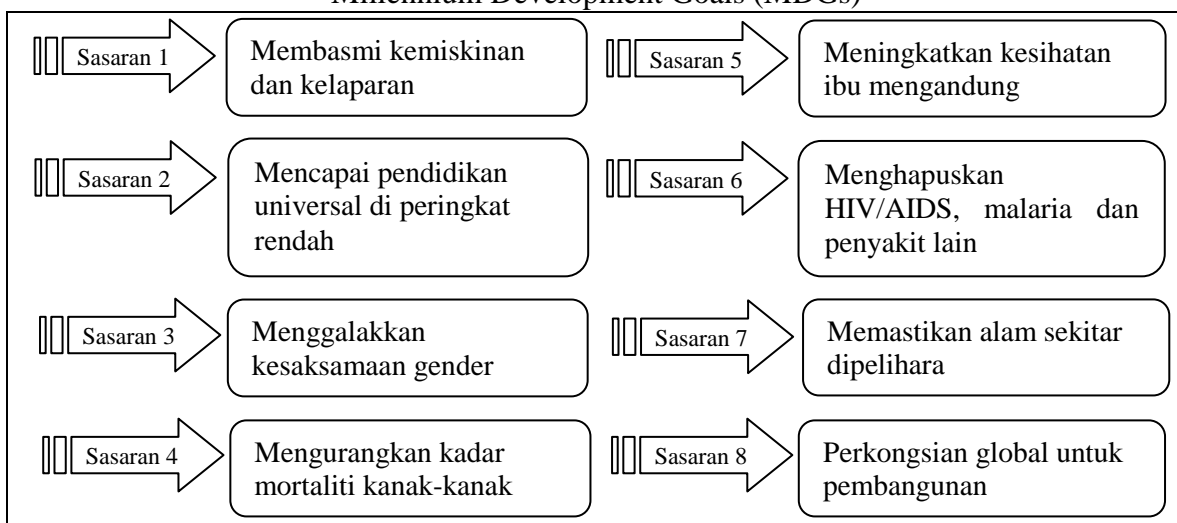 Millennium Development Goals (MDGs)
Sasaran 1
Membasmi kemiskinan
dan kelaparan
Sasaran 5
Meningkatkan kesihatan
ibu mengandung
Sasaran 2
Mencapai pendidikan
universal di peringkat
rendah
Sasaran 6
Menghapuskan
HIV/AIDS, malaria dan
penyakit lain
Sasaran 3
Menggalakkan
kesaksamaan gender
Sasaran 7
Memastikan alam sekitar
dipelihara
Sasaran 4
Mengurangkan kadar
mortaliti kanak-kanak
Sasaran 8
Perkongsian global untuk
pembangunan